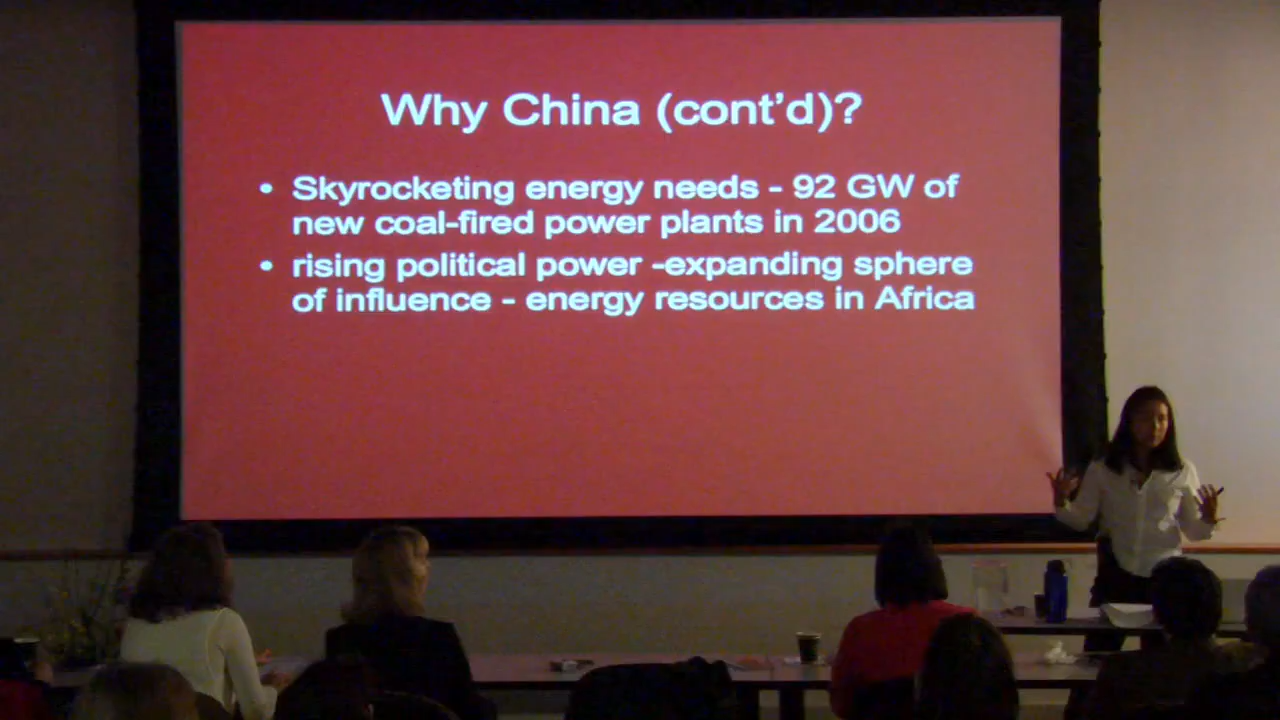 Why China (cont'd)?
• Skyrocketing energy needs - 92 GW of
new coal-fired power plants in 2006
• rising political power -expanding sphere
of influence - energy resources in Africa